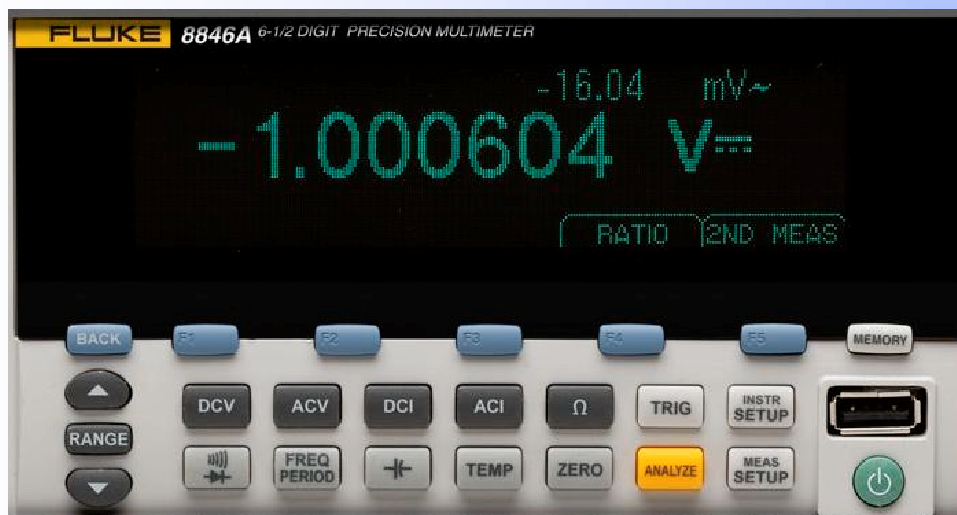 FLUKE 8846A 6-1/2 DIGIT PRECISION MULTIMETER
-16.04 mV~
-1.000604 V⎓
RATIO 2ND MEAS
BACK F1 F2 F3 F4 F5 MEMORY
DCV ACV DCI ACI Ω TRIG INSTR SETUP
RANGE
FREQ PERIOD TEMP ZERO ANALYZE MEAS SETUP